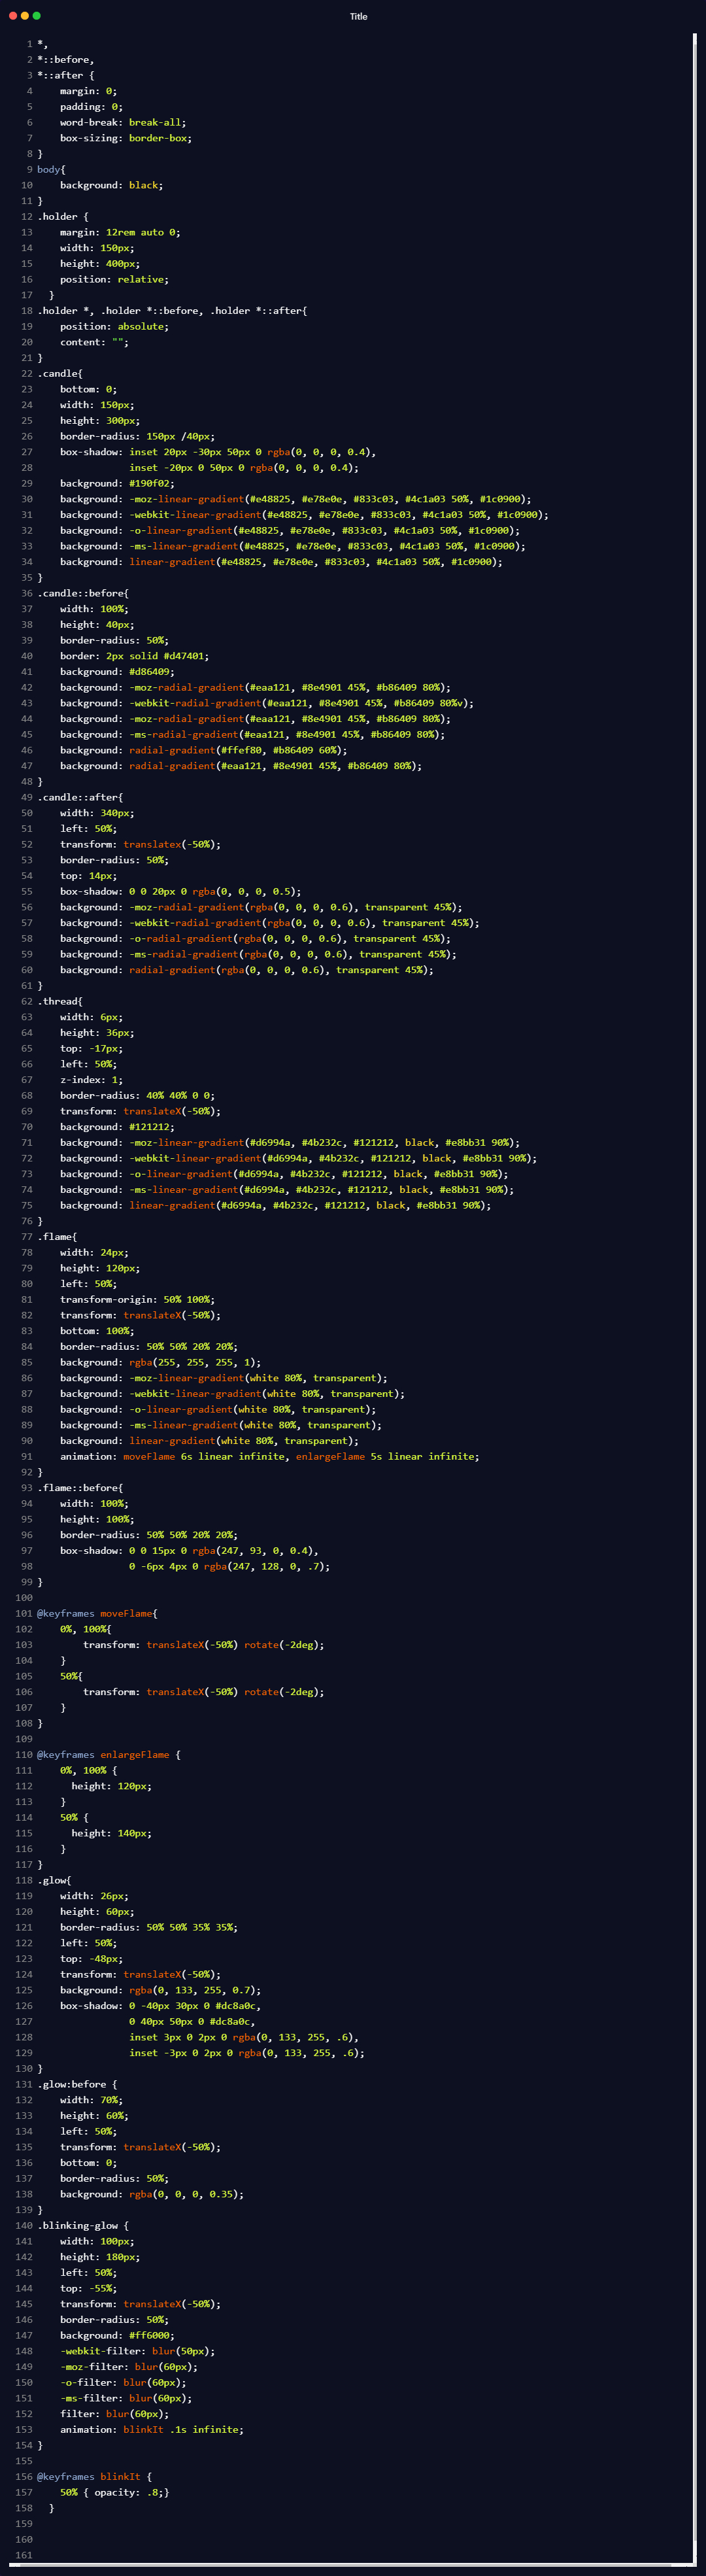 Title
1 *,
2 *::before,
3 *::after {
4     margin: 0;
5     padding: 0;
6     word-break: break-all;
7     box-sizing: border-box;
8 }
9 body{
10     background: black;
11 }
12 .holder {
13     margin: 12rem auto 0;
14     width: 150px;
15     height: 400px;
16     position: relative;
17   }
18 .holder *, .holder *::before, .holder *::after{
19     position: absolute;
20     content: "";
21 }
22 .candle{
23     bottom: 0;
24     width: 150px;
25     height: 300px;
26     border-radius: 150px /40px;
27     box-shadow: inset 20px -30px 50px 0 rgba(0, 0, 0, 0.4),
28                 inset -20px 0 50px 0 rgba(0, 0, 0, 0.4);
29     background: #190f02;
30     background: -moz-linear-gradient(#e48825, #e78e0e, #833c03, #4c1a03 50%, #1c0900);
31     background: -webkit-linear-gradient(#e48825, #e78e0e, #833c03, #4c1a03 50%, #1c0900);
32     background: -o-linear-gradient(#e48825, #e78e0e, #833c03, #4c1a03 50%, #1c0900);
33     background: -ms-linear-gradient(#e48825, #e78e0e, #833c03, #4c1a03 50%, #1c0900);
34     background: linear-gradient(#e48825, #e78e0e, #833c03, #4c1a03 50%, #1c0900);
35 }
36 .candle::before{
37     width: 100%;
38     height: 40px;
39     border-radius: 50%;
40     border: 2px solid #d47401;
41     background: #d86409;
42     background: -moz-radial-gradient(#eaa121, #8e4901 45%, #b86409 80%);
43     background: -webkit-radial-gradient(#eaa121, #8e4901 45%, #b86409 80%v);
44     background: -moz-radial-gradient(#eaa121, #8e4901 45%, #b86409 80%);
45     background: -ms-radial-gradient(#eaa121, #8e4901 45%, #b86409 80%);
46     background: radial-gradient(#ffef80, #b86409 60%);
47     background: radial-gradient(#eaa121, #8e4901 45%, #b86409 80%);
48 }
49 .candle::after{
50     width: 340px;
51     left: 50%;
52     transform: translatex(-50%);
53     border-radius: 50%;
54     top: 14px;
55     box-shadow: 0 0 20px 0 rgba(0, 0, 0, 0.5);
56     background: -moz-radial-gradient(rgba(0, 0, 0, 0.6), transparent 45%);
57     background: -webkit-radial-gradient(rgba(0, 0, 0, 0.6), transparent 45%);
58     background: -o-radial-gradient(rgba(0, 0, 0, 0.6), transparent 45%);
59     background: -ms-radial-gradient(rgba(0, 0, 0, 0.6), transparent 45%);
60     background: radial-gradient(rgba(0, 0, 0, 0.6), transparent 45%);
61 }
62 .thread{
63     width: 6px;
64     height: 36px;
65     top: -17px;
66     left: 50%;
67     z-index: 1;
68     border-radius: 40% 40% 0 0;
69     transform: translateX(-50%);
70     background: #121212;
71     background: -moz-linear-gradient(#d6994a, #4b232c, #121212, black, #e8bb31 90%);
72     background: -webkit-linear-gradient(#d6994a, #4b232c, #121212, black, #e8bb31 90%);
73     background: -o-linear-gradient(#d6994a, #4b232c, #121212, black, #e8bb31 90%);
74     background: -ms-linear-gradient(#d6994a, #4b232c, #121212, black, #e8bb31 90%);
75     background: linear-gradient(#d6994a, #4b232c, #121212, black, #e8bb31 90%);
76 }
77 .flame{
78     width: 24px;
79     height: 120px;
80     left: 50%;
81     transform-origin: 50% 100%;
82     transform: translateX(-50%);
83     bottom: 100%;
84     border-radius: 50% 50% 20% 20%;
85     background: rgba(255, 255, 255, 1);
86     background: -moz-linear-gradient(white 80%, transparent);
87     background: -webkit-linear-gradient(white 80%, transparent);
88     background: -o-linear-gradient(white 80%, transparent);
89     background: -ms-linear-gradient(white 80%, transparent);
90     background: linear-gradient(white 80%, transparent);
91     animation: moveFlame 6s linear infinite, enlargeFlame 5s linear infinite;
92 }
93 .flame::before{
94     width: 100%;
95     height: 100%;
96     border-radius: 50% 50% 20% 20%;
97     box-shadow: 0 0 15px 0 rgba(247, 93, 0, 0.4),
98                 0 -6px 4px 0 rgba(247, 128, 0, .7);
99 }
100
101 @keyframes moveFlame{
102     0%, 100%{
103         transform: translateX(-50%) rotate(-2deg);
104     }
105     50%{
106         transform: translateX(-50%) rotate(-2deg);
107     }
108 }
109
110 @keyframes enlargeFlame {
111     0%, 100% {
112       height: 120px;
113     }
114     50% {
115       height: 140px;
116     }
117 }
118 .glow{
119     width: 26px;
120     height: 60px;
121     border-radius: 50% 50% 35% 35%;
122     left: 50%;
123     top: -48px;
124     transform: translateX(-50%);
125     background: rgba(0, 133, 255, 0.7);
126     box-shadow: 0 -40px 30px 0 #dc8a0c,
127                 0 40px 50px 0 #dc8a0c,
128                 inset 3px 0 2px 0 rgba(0, 133, 255, .6),
129                 inset -3px 0 2px 0 rgba(0, 133, 255, .6);
130 }
131 .glow:before {
132     width: 70%;
133     height: 60%;
134     left: 50%;
135     transform: translateX(-50%);
136     bottom: 0;
137     border-radius: 50%;
138     background: rgba(0, 0, 0, 0.35);
139 }
140 .blinking-glow {
141     width: 100px;
142     height: 180px;
143     left: 50%;
144     top: -55%;
145     transform: translateX(-50%);
146     border-radius: 50%;
147     background: #ff6000;
148     -webkit-filter: blur(50px);
149     -moz-filter: blur(60px);
150     -o-filter: blur(60px);
151     -ms-filter: blur(60px);
152     filter: blur(60px);
153     animation: blinkIt .1s infinite;
154 }
155
156 @keyframes blinkIt {
157     50% { opacity: .8;}
158   }
159
160
161